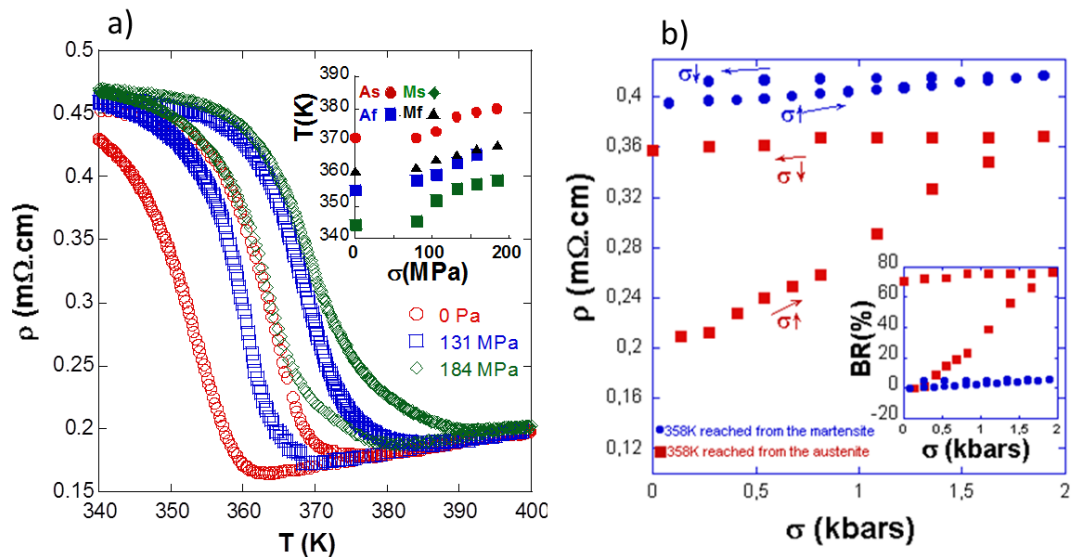 a)
0.5
0.45
0.4
0.35
0.3
0.25
0.2
0.15
340 350 360 370 380 390 400
ρ (mΩ.cm)
T (K)
390
380
370
360
350
340
T(K)
As Ms
Af Mf
0 100 200
σ(MPa)
0 Pa
131 MPa
184 MPa
b)
0,4
0,36
0,32
0,28
0,24
0,2
0,16
0,12
0 0,5 1 1,5 2
ρ (mΩ.cm)
σ (kbars)
σ↓
σ↑
σ↓
σ↑
80
60
40
20
0
-20
BR(%)
0 0.5 1 1.5 2
σ (kbars)
358K reached from the martensite
358K reached from the austenite